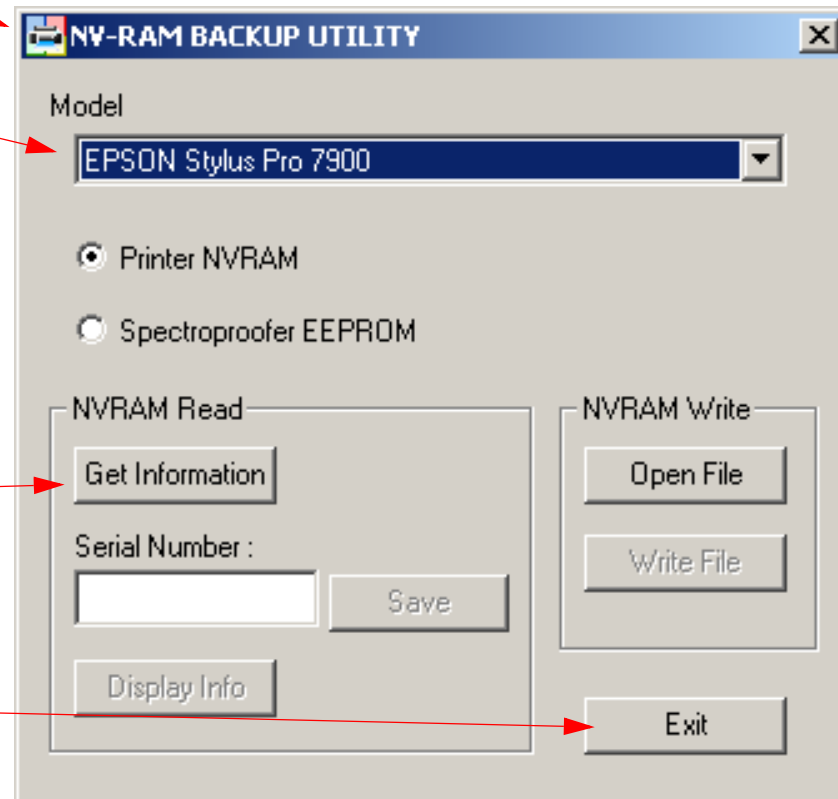 NV-RAM BACKUP UTILITY
Model
EPSON Stylus Pro 7900
Printer NVRAM
Spectroproofer EEPROM
NVRAM Read
Get Information
Serial Number :
Save
Display Info
NVRAM Write
Open File
Write File
Exit